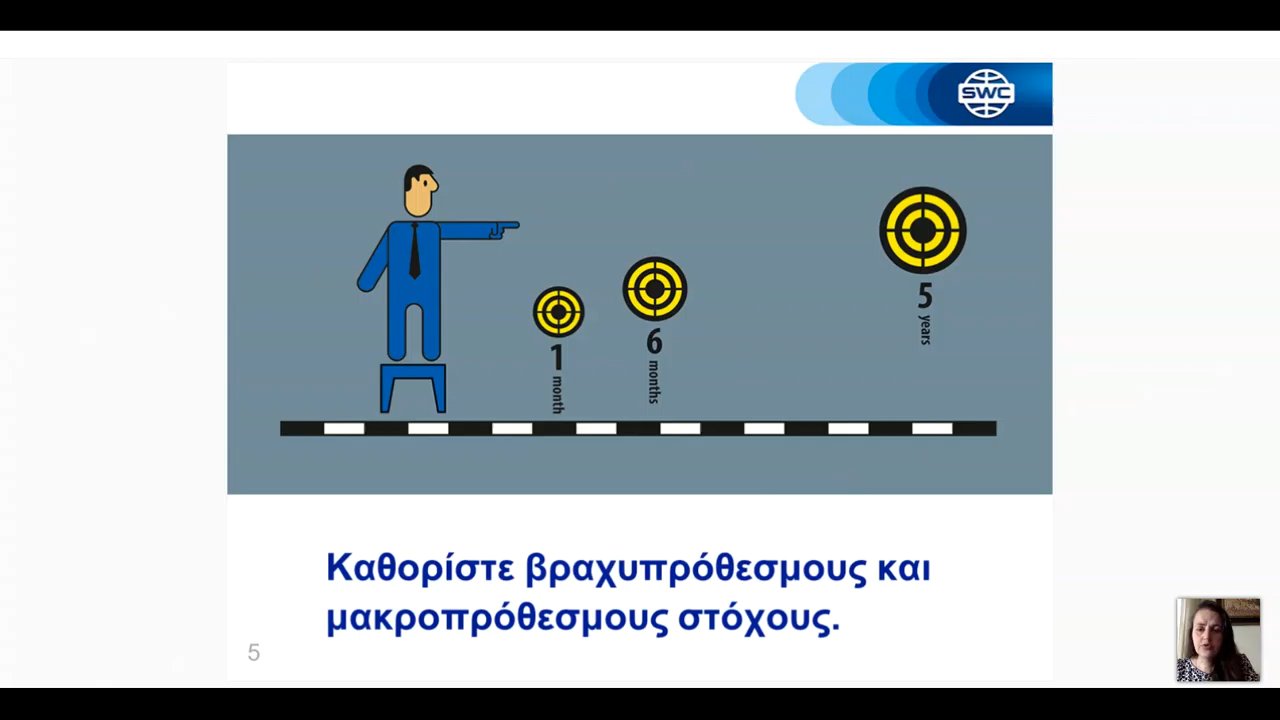 SWC
1
month
6
months
5
years
Καθορίστε βραχυπρόθεσμους και
μακροπρόθεσμους στόχους.
5